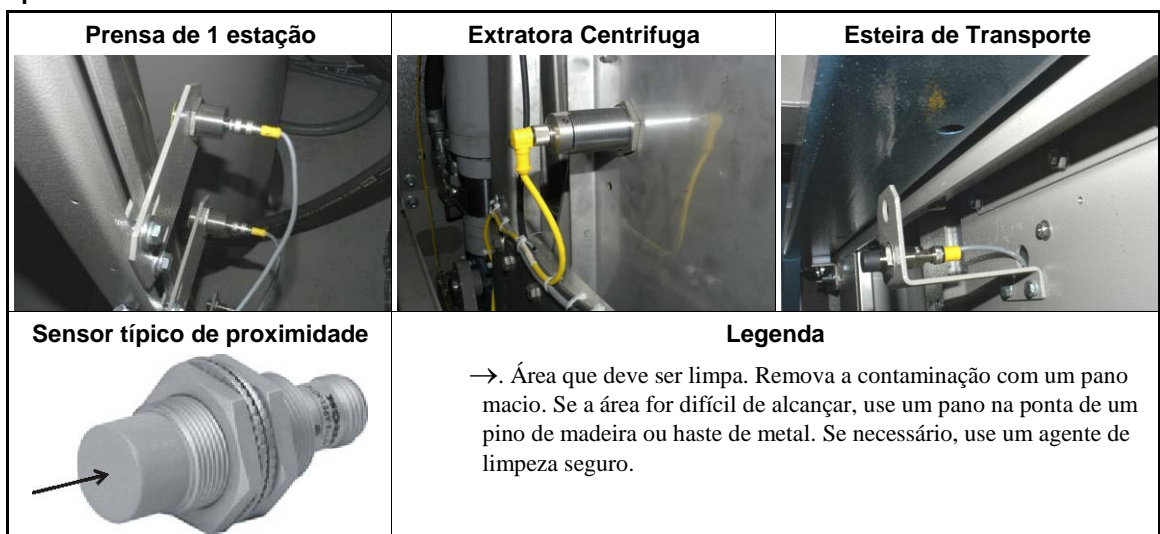 Prensa de 1 estação
Extratora Centrifuga
Esteira de Transporte
Sensor típico de proximidade
Legenda
→. Área que deve ser limpa. Remova a contaminação com um pano
macio. Se a área for difícil de alcançar, use um pano na ponta de um
pino de madeira ou haste de metal. Se necessário, use um agente de
limpeza seguro.